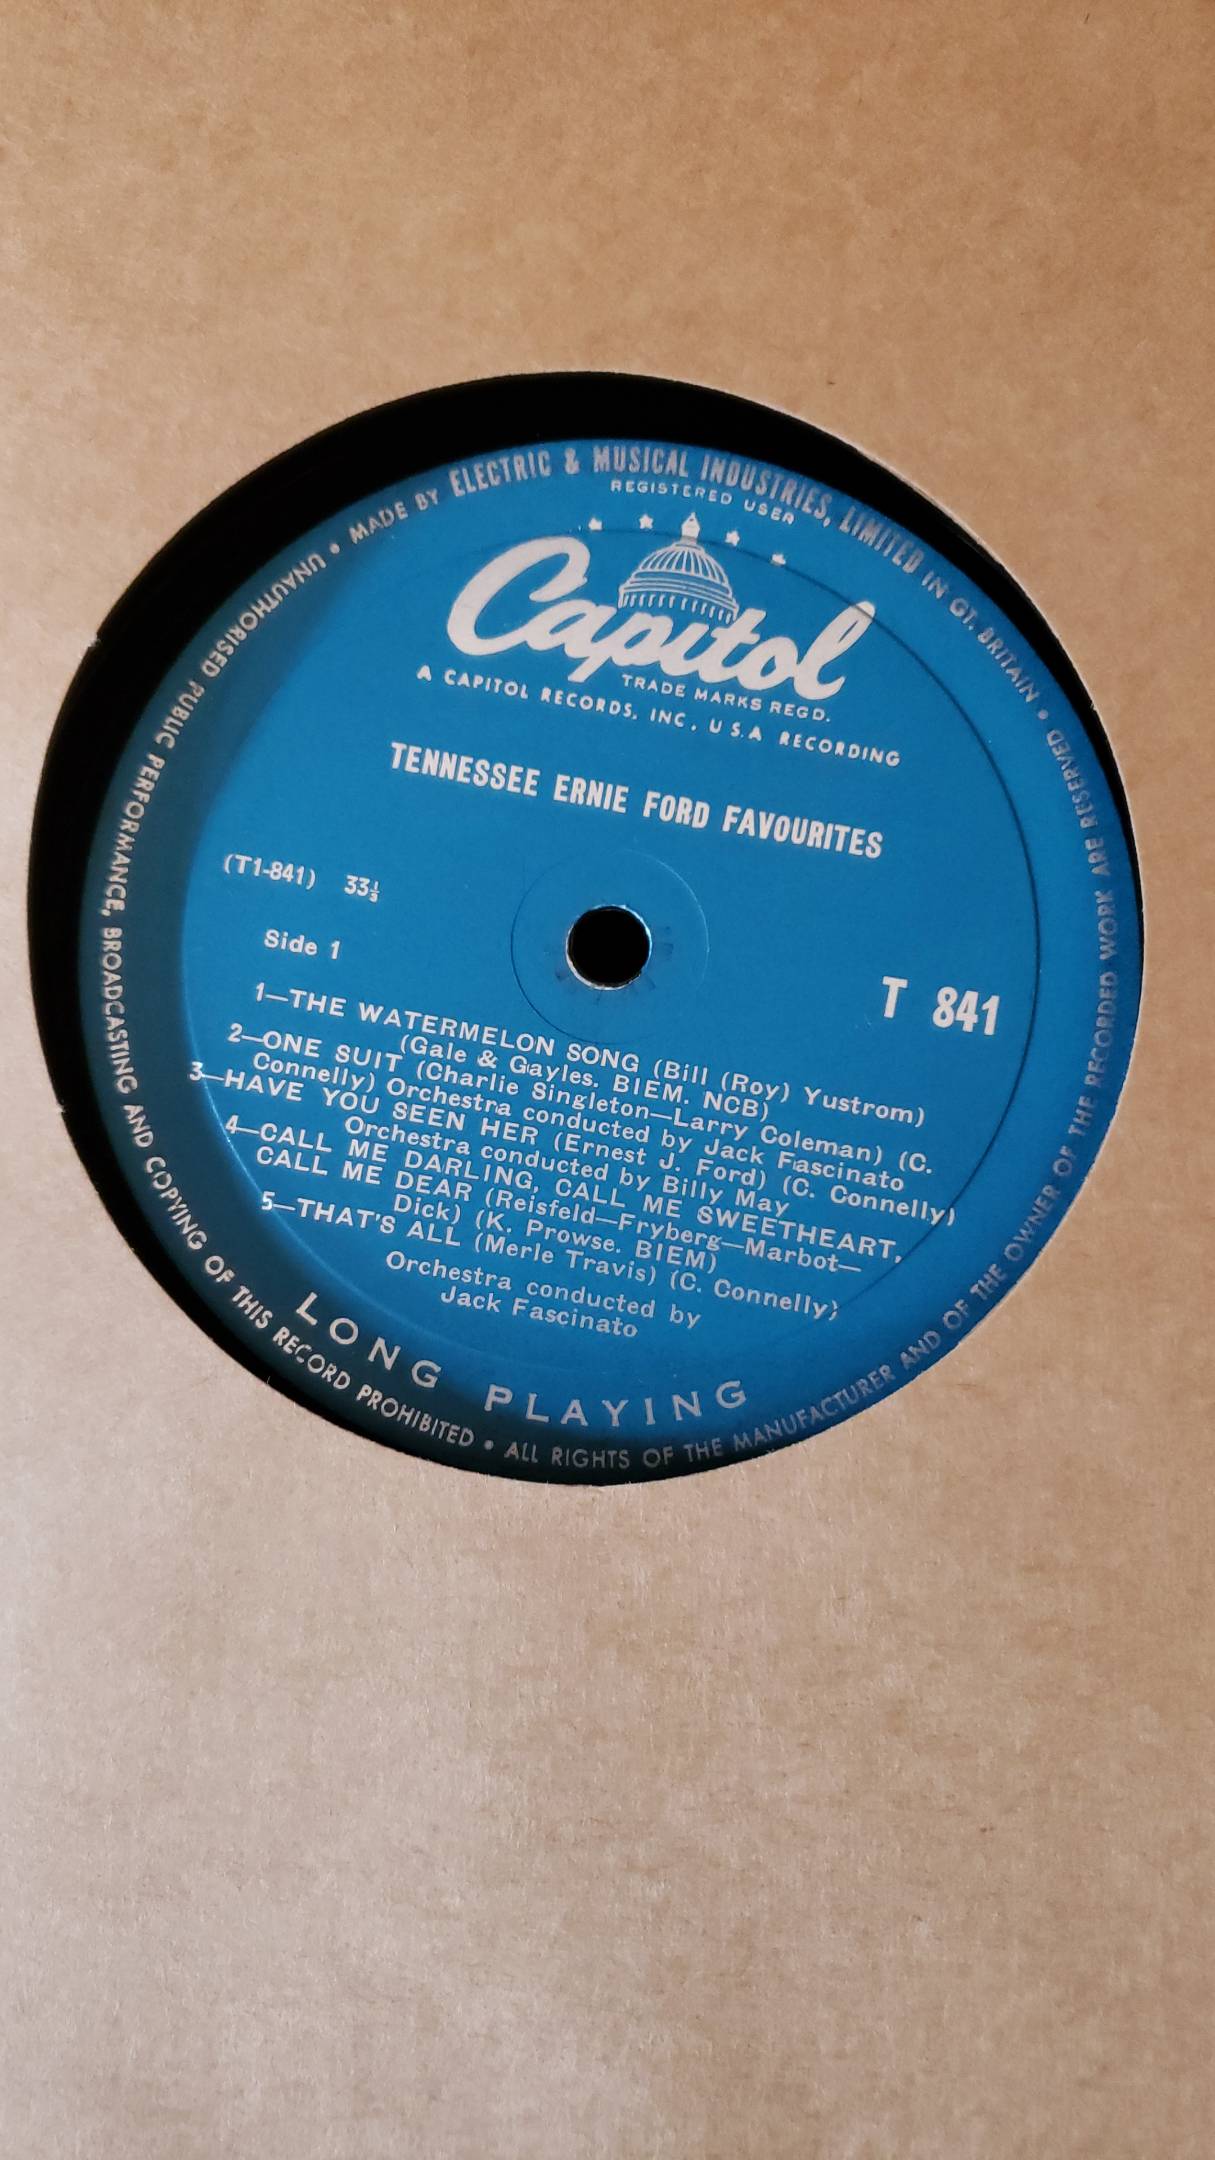 MADE BY ELECTRIC & MUSICAL INDUSTRIES, LIMITED IN GT. BRITAIN • ALL RIGHTS OF THE MANUFACTURER AND OF THE OWNER OF THE RECORDED WORK ARE RESERVED •
UNAUTHORISED PUBLIC PERFORMANCE, BROADCASTING AND COPYING OF THIS RECORD PROHIBITED •
REGISTERED USER
Capitol
TRADE MARKS REGD.
A CAPITOL RECORDS, INC. U.S.A RECORDING
TENNESSEE ERNIE FORD FAVOURITES
(T1-841) 33⅓
Side 1
T 841
1—THE WATERMELON SONG (Bill (Roy) Yustrom)
(Gale & Gayles. BIEM. NCB)
2—ONE SUIT (Charlie Singleton—Larry Coleman) (C.
Connelly) Orchestra conducted by Jack Fascinato
3—HAVE YOU SEEN HER (Ernest J. Ford) (C. Connelly)
Orchestra conducted by Billy May
4—CALL ME DARLING, CALL ME SWEETHEART,
CALL ME DEAR (Reisfeld—Fryberg—Marbot—
Dick) (K. Prowse. BIEM)
5—THAT'S ALL (Merle Travis) (C. Connelly)
Orchestra conducted by
Jack Fascinato
LONG PLAYING